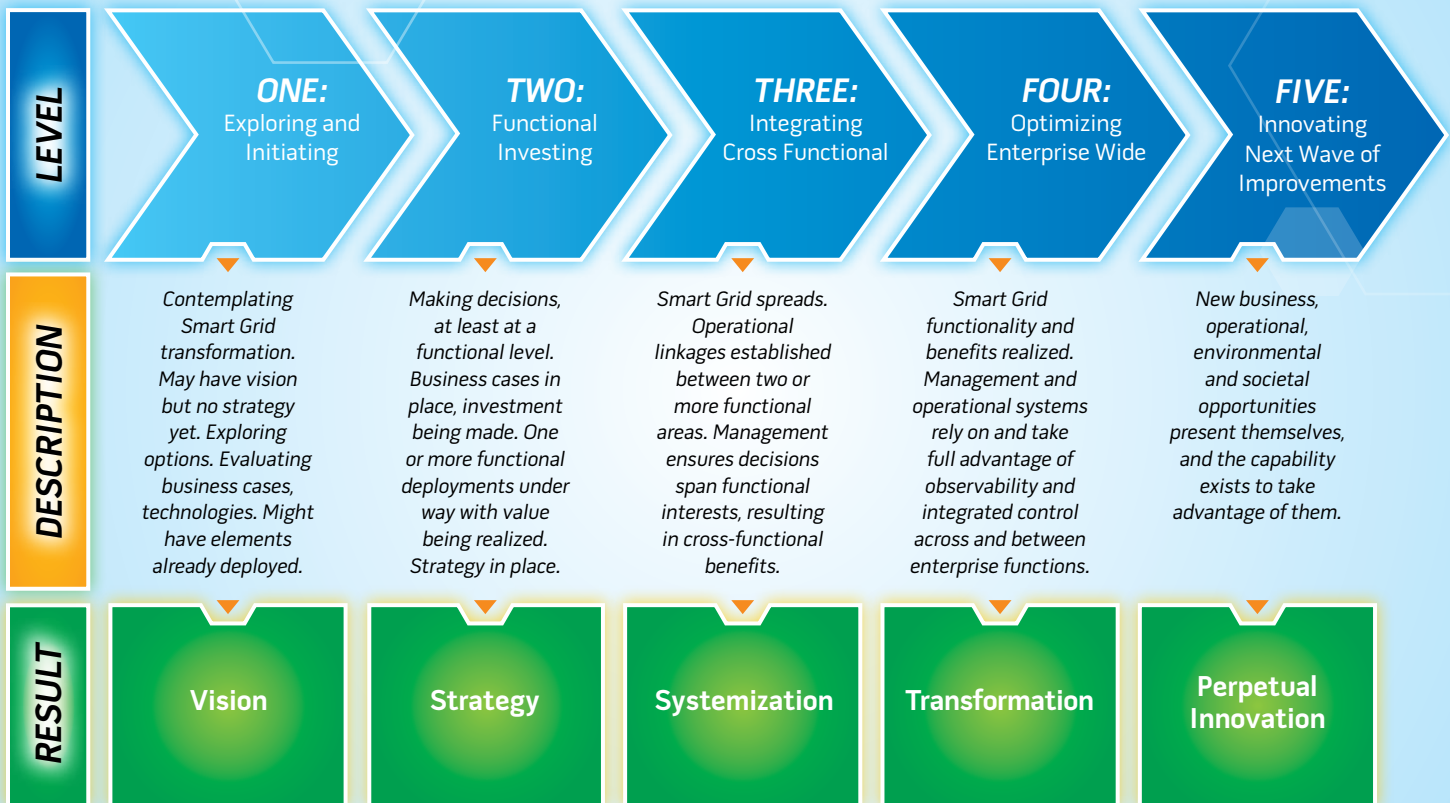 LEVEL
ONE:
Exploring and
Initiating
TWO:
Functional
Investing
THREE:
Integrating
Cross Functional
FOUR:
Optimizing
Enterprise Wide
FIVE:
Innovating
Next Wave of
Improvements
DESCRIPTION
Contemplating
Smart Grid
transformation.
May have vision
but no strategy
yet. Exploring
options. Evaluating
business cases,
technologies. Might
have elements
already deployed.
Making decisions,
at least at a
functional level.
Business cases in
place, investment
being made. One
or more functional
deployments under
way with value
being realized.
Strategy in place.
Smart Grid spreads.
Operational
linkages established
between two or
more functional
areas. Management
ensures decisions
span functional
interests, resulting
in cross-functional
benefits.
Smart Grid
functionality and
benefits realized.
Management and
operational systems
rely on and take
full advantage of
observability and
integrated control
across and between
enterprise functions.
New business,
operational,
environmental
and societal
opportunities
present themselves,
and the capability
exists to take
advantage of them.
RESULT
Vision
Strategy
Systemization
Transformation
Perpetual
Innovation